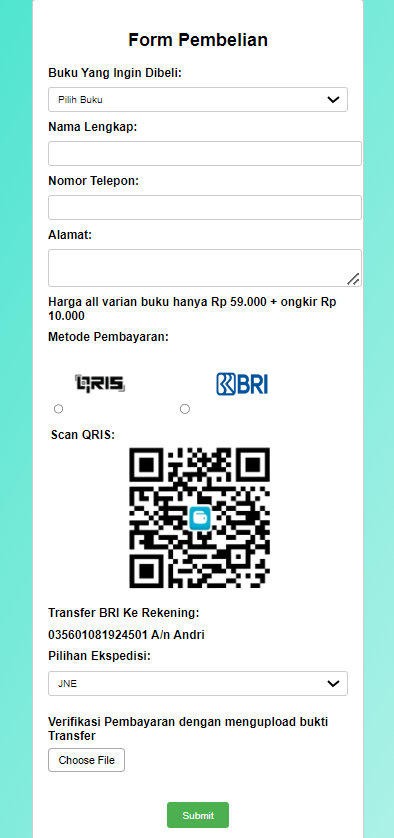 Form Pembelian
Buku Yang Ingin Dibeli:
Pilih Buku
Nama Lengkap:
Nomor Telepon:
Alamat:
Harga all varian buku hanya Rp 59.000 + ongkir Rp
10.000
Metode Pembayaran:
QRIS BRI
Scan QRIS:
Transfer BRI Ke Rekening:
035601081924501 A/n Andri
Pilihan Ekspedisi:
JNE
Verifikasi Pembayaran dengan mengupload bukti
Transfer
Choose File
Submit